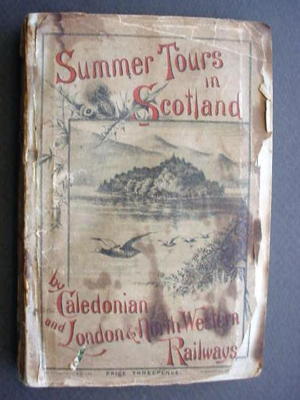 Summer Tours
in
Scotland
by
Caledonian
and London & North Western
Railways
PRICE THREEPENCE